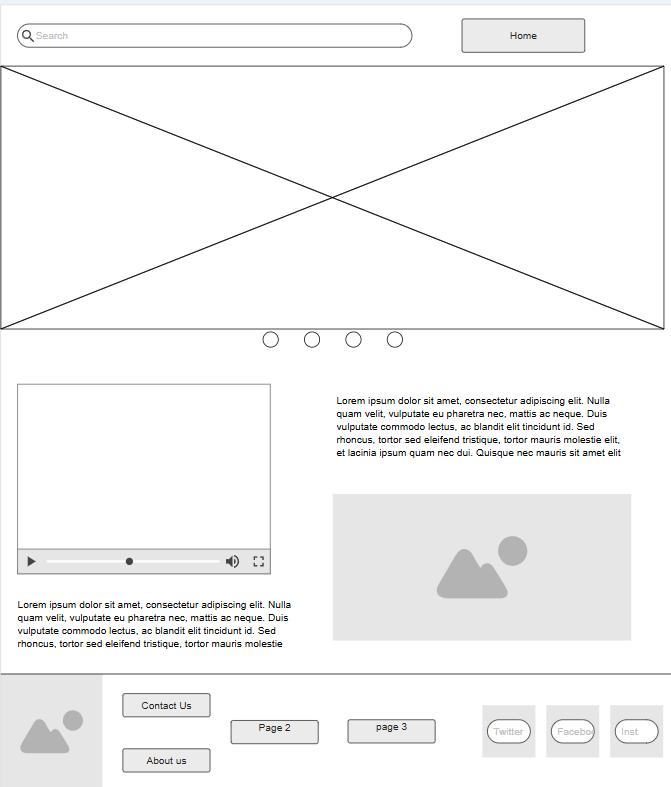 Search
Home
Lorem ipsum dolor sit amet, consectetur adipiscing elit. Nulla
quam velit, vulputate eu pharetra nec, mattis ac neque. Duis
vulputate commodo lectus, ac blandit elit tincidunt id. Sed
rhoncus, tortor sed eleifend tristique, tortor mauris molestie elit,
et lacinia ipsum quam nec dui. Quisque nec mauris sit amet elit
Lorem ipsum dolor sit amet, consectetur adipiscing elit. Nulla
quam velit, vulputate eu pharetra nec, mattis ac neque. Duis
vulputate commodo lectus, ac blandit elit tincidunt id. Sed
rhoncus, tortor sed eleifend tristique, tortor mauris molestie
Contact Us
About us
Page 2
page 3
Twitter
Faceboo
Inst